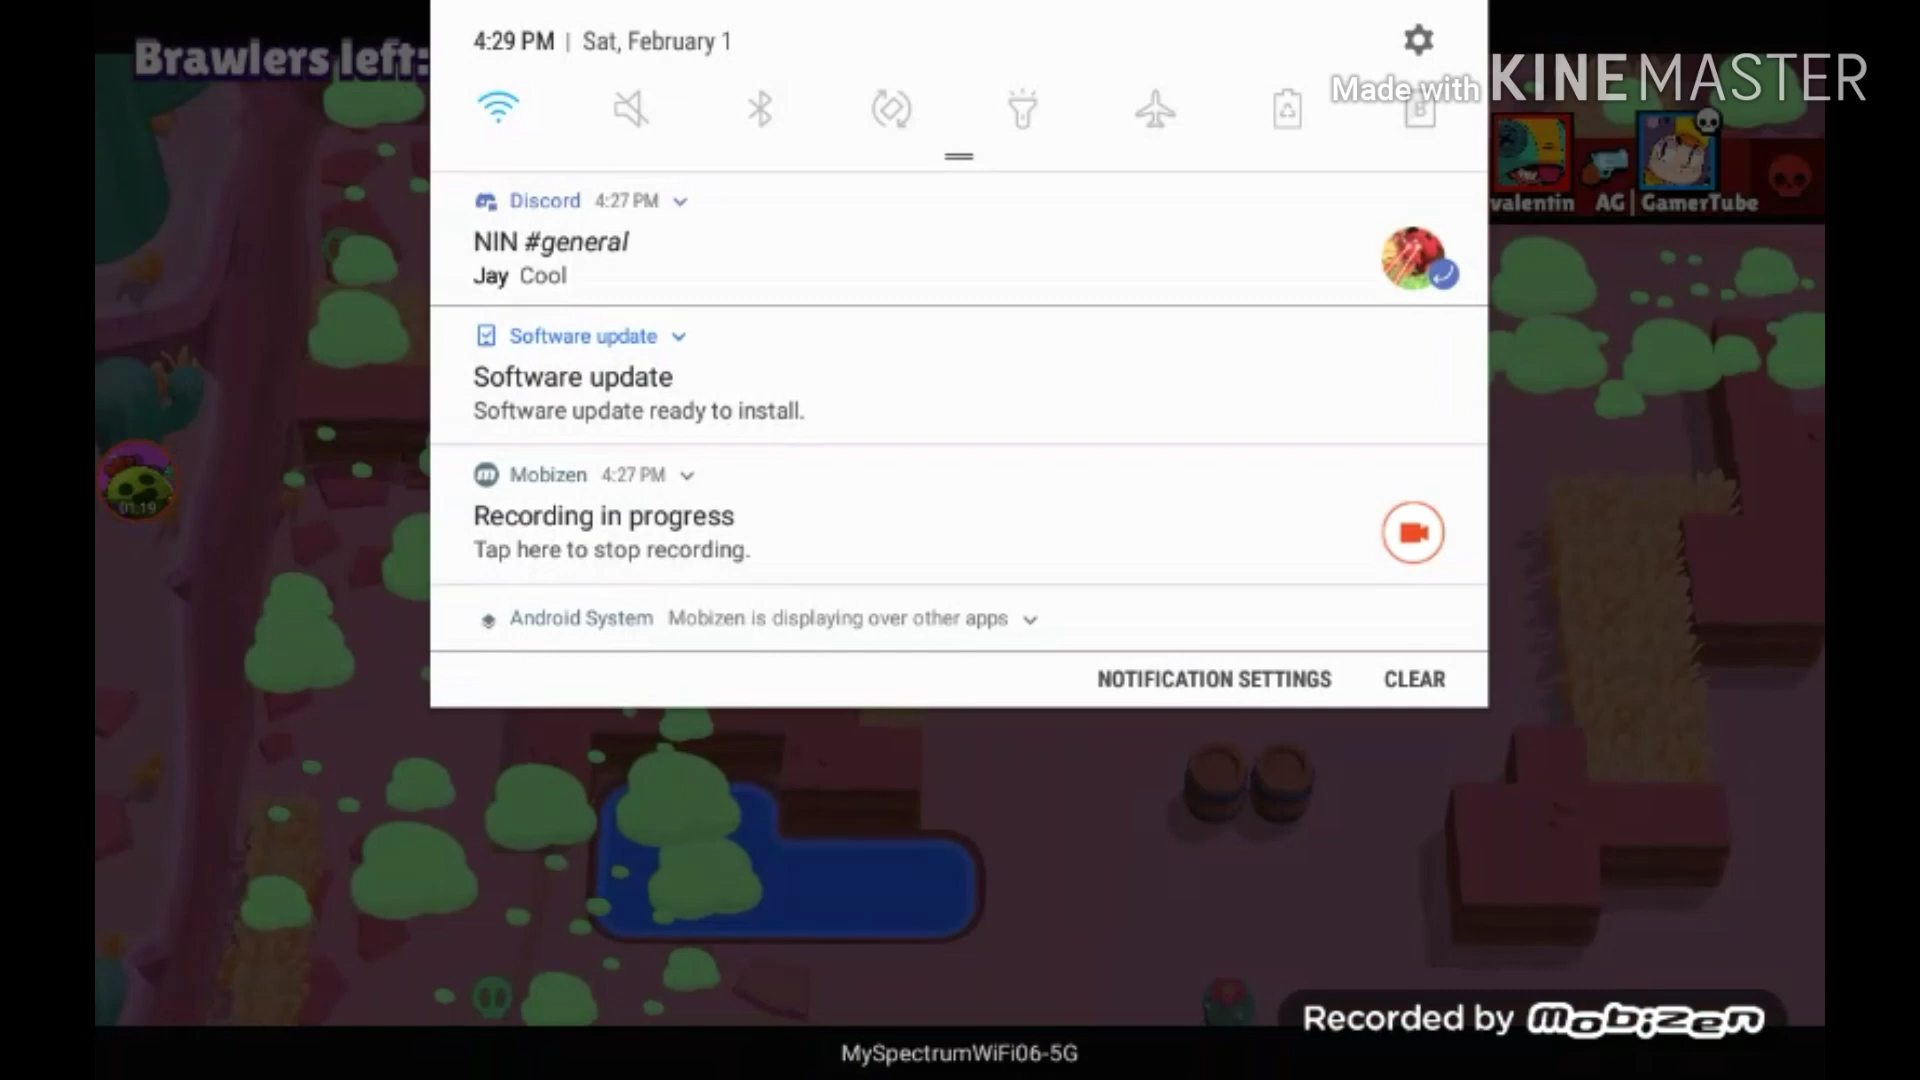 Brawlers left:
4:29 PM | Sat, February 1
Made with KINEMASTER
B
valentin AG | GamerTube
Discord 4:27 PM
NIN #general
Jay Cool
Software update
Software update
Software update ready to install.
01:19
Mobizen 4:27 PM
Recording in progress
Tap here to stop recording.
Android System Mobizen is displaying over other apps
NOTIFICATION SETTINGS CLEAR
Recorded by mobizen
MySpectrumWiFi06-5G